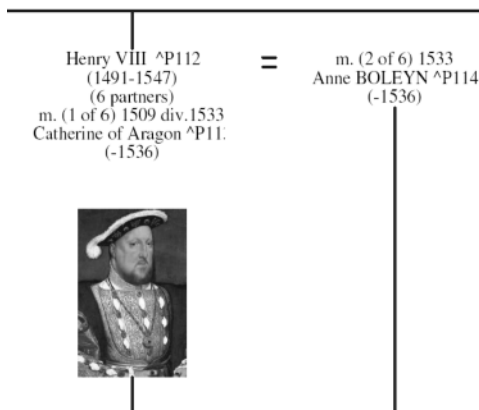 Henry VIII ^P112
(1491-1547)
(6 partners)
m. (1 of 6) 1509 div.1533
Catherine of Aragon ^P11
(-1536)
=
m. (2 of 6) 1533
Anne BOLEYN ^P114
(-1536)